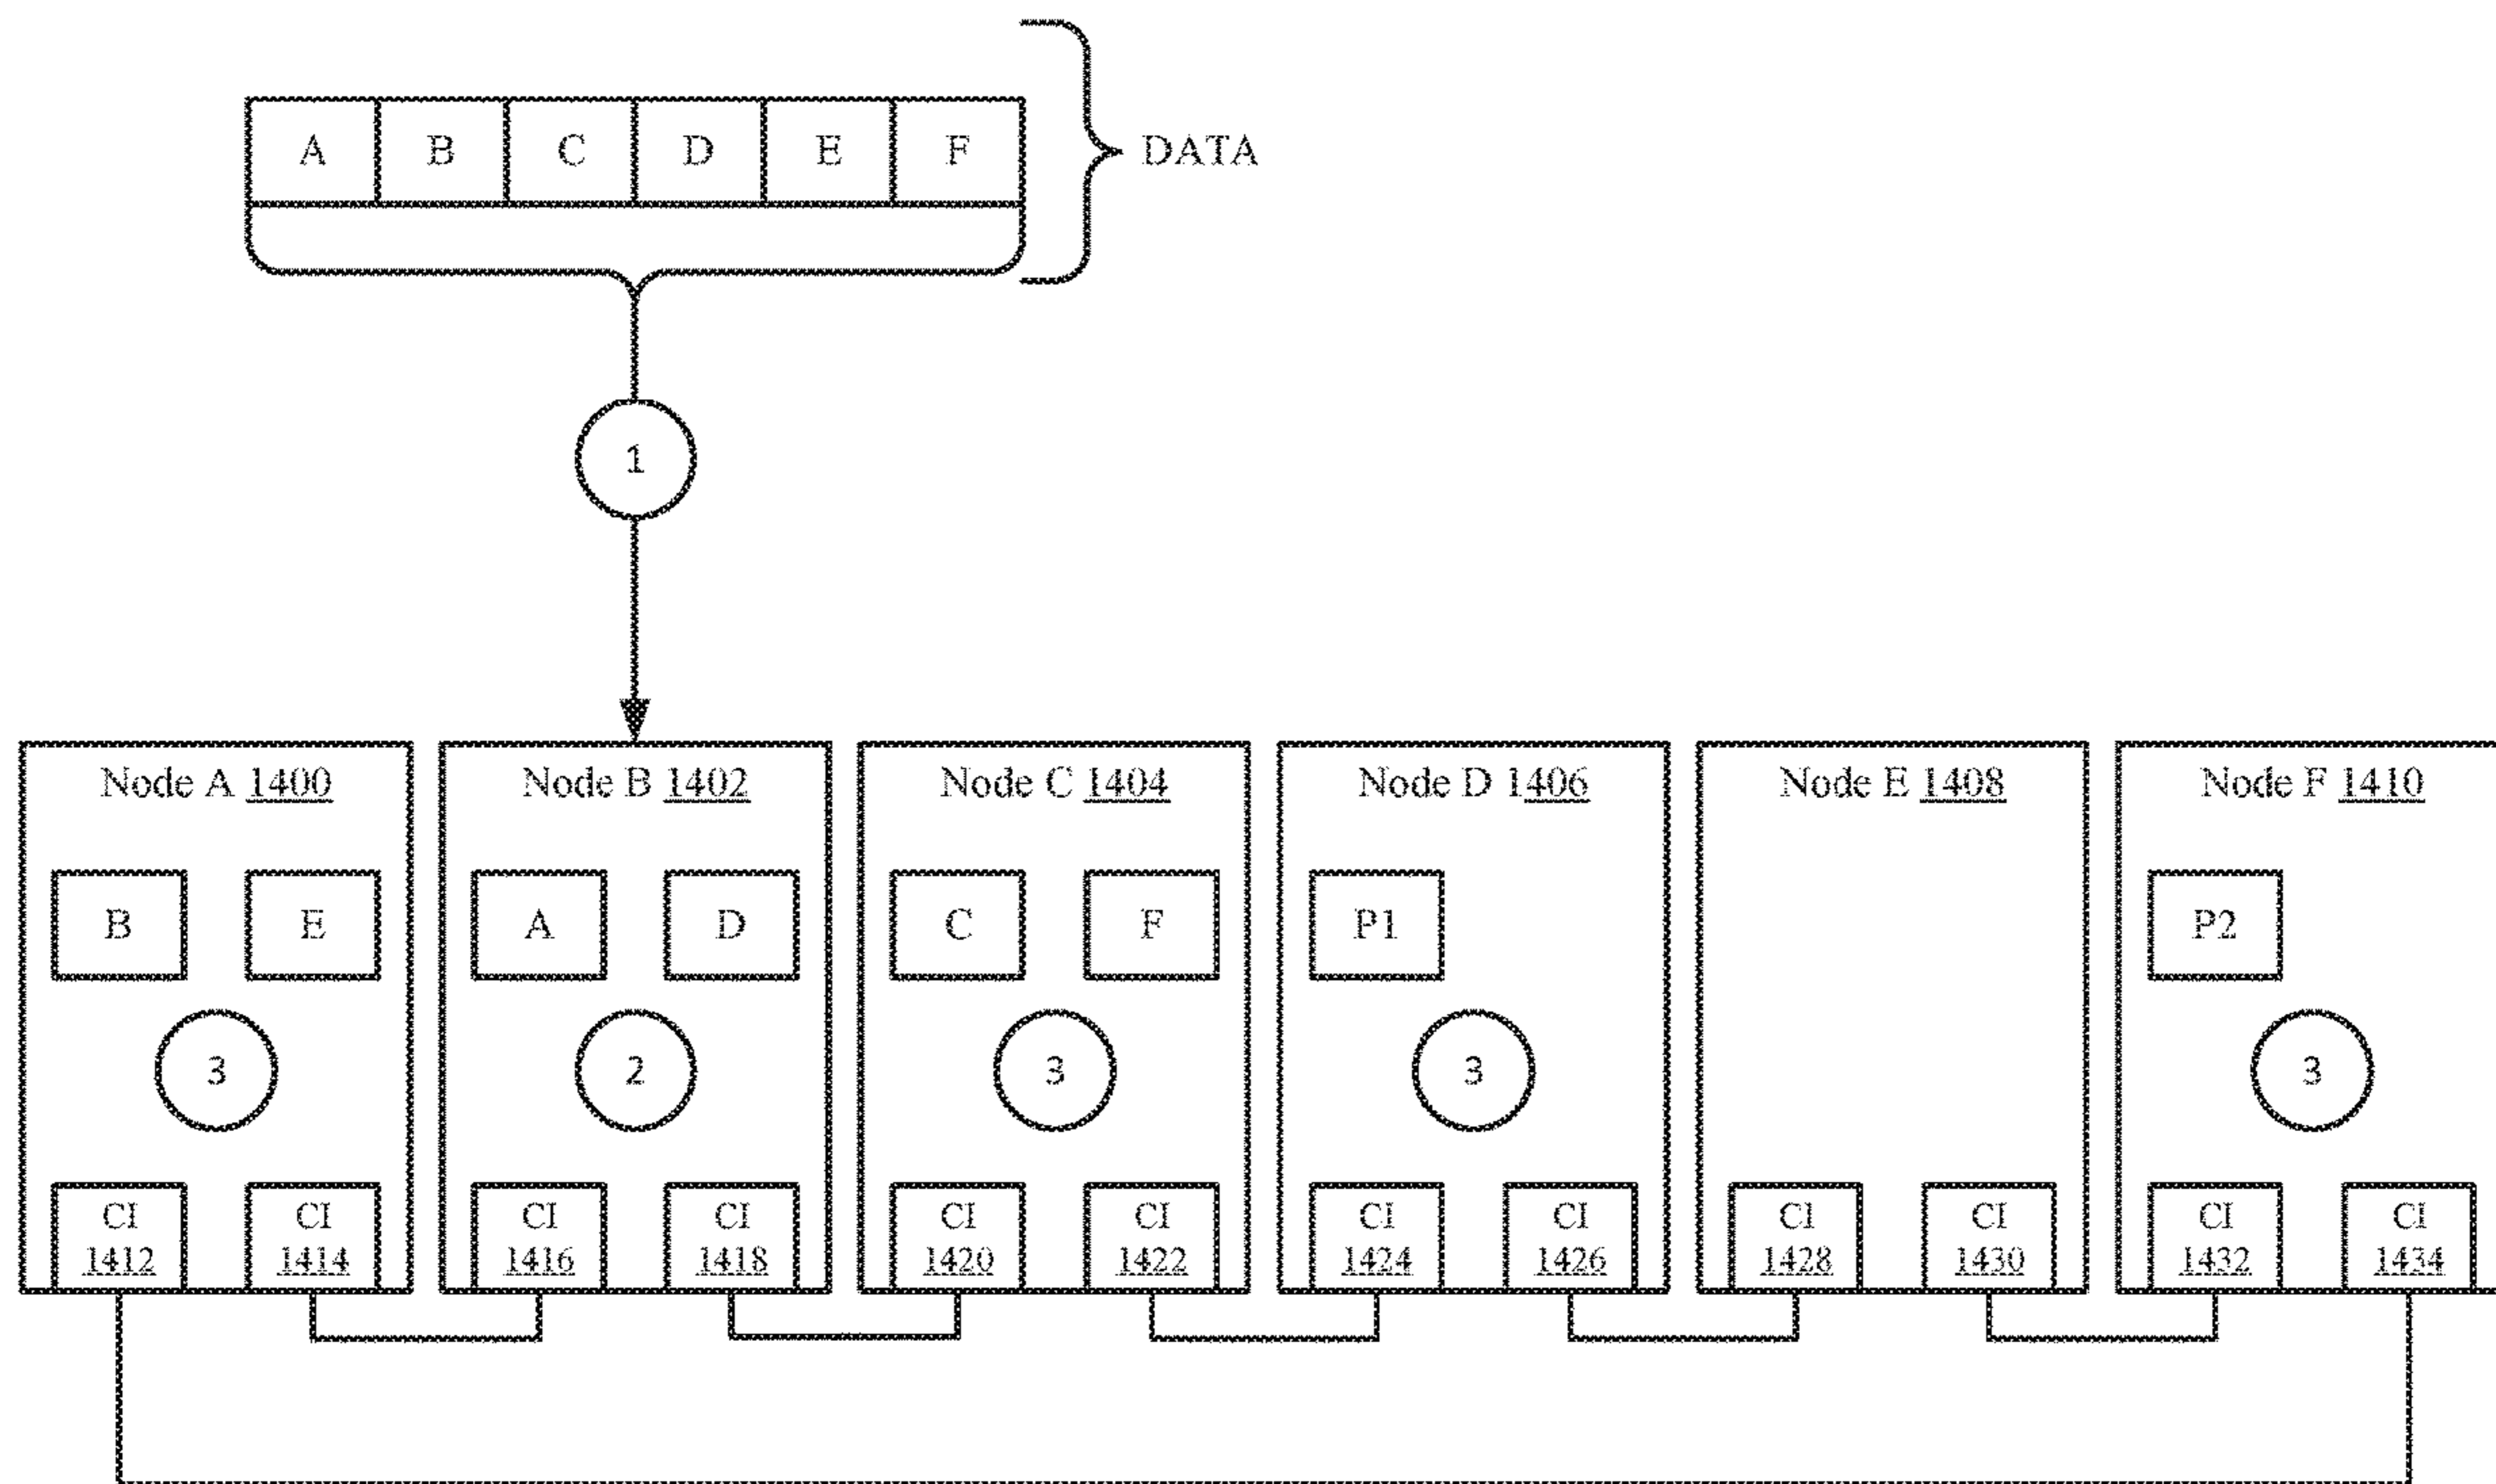 A B C D E F
DATA
1
Node A 1400 Node B 1402 Node C 1404 Node D 1406 Node E 1408 Node F 1410
B E A D C F P1 P2
3 2 3 3 3
CI CI CI CI CI CI CI CI CI CI CI CI
1412 1414 1416 1418 1420 1422 1424 1426 1428 1430 1432 1434